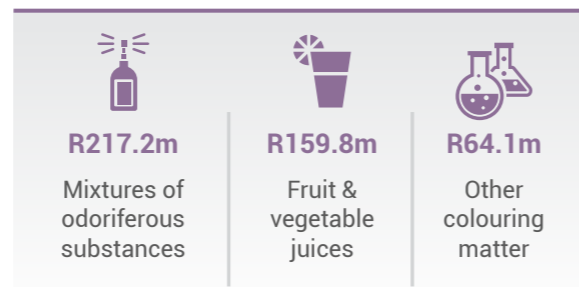 R217.2m
Mixtures of
odoriferous
substances
R159.8m
Fruit &
vegetable
juices
R64.1m
Other
colouring
matter